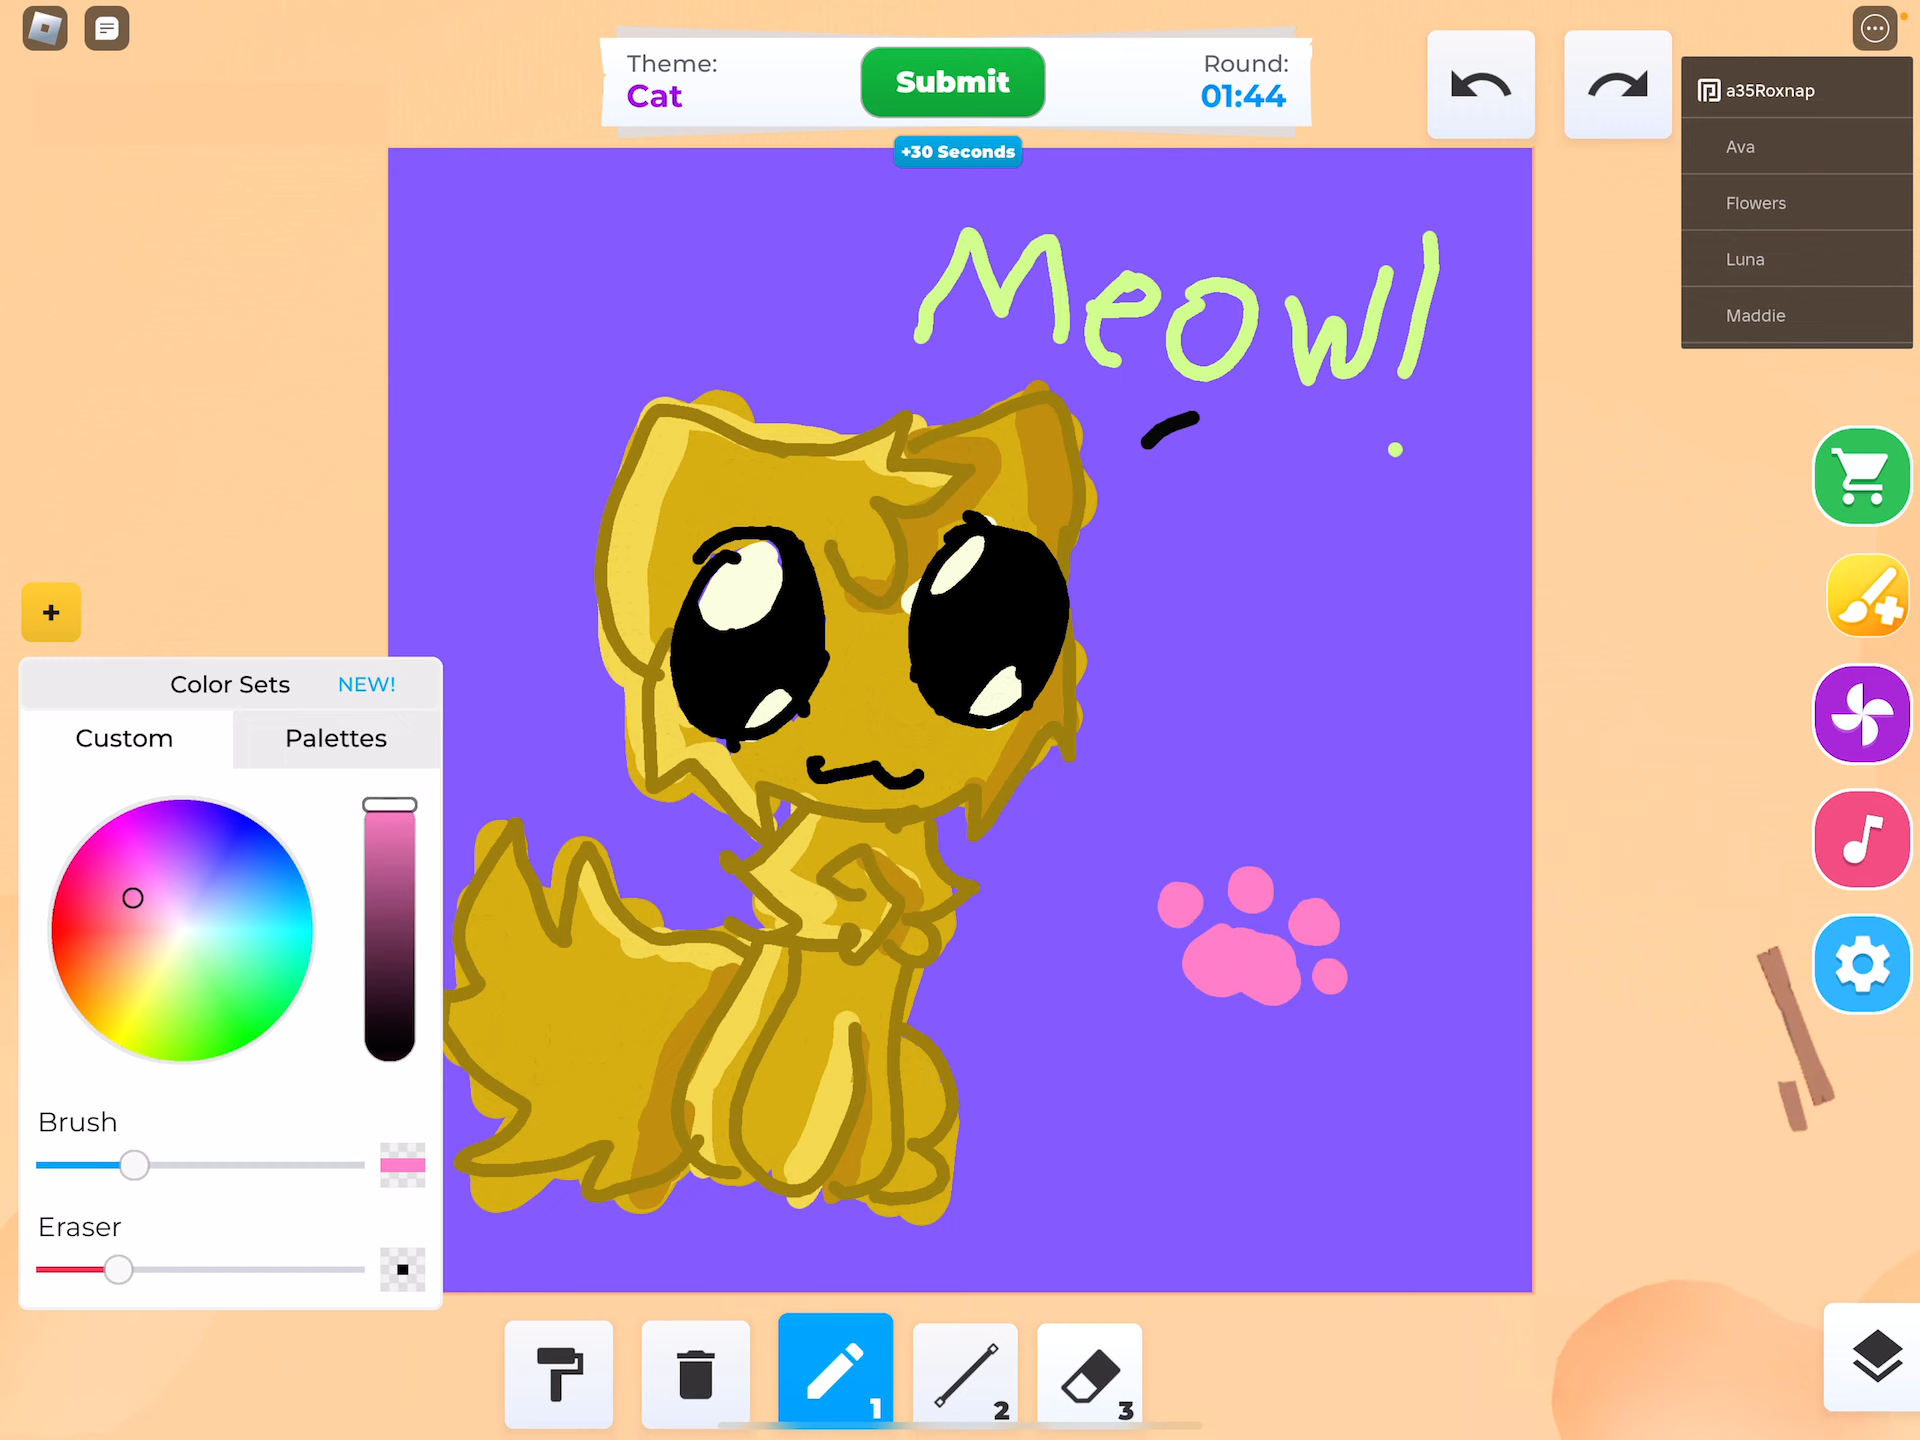 Theme:
Cat
Submit
Round:
01:44
+30 Seconds
a35Roxnap
Ava
Flowers
Luna
Maddie
Meow!
+
Color Sets NEW!
Custom
Palettes
Brush
Eraser
1
2
3